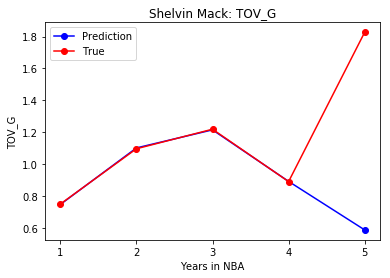 Shelvin Mack: TOV_G
Prediction
True
TOV_G
1.8
1.6
1.4
1.2
1.0
0.8
0.6
1 2 3 4 5
Years in NBA